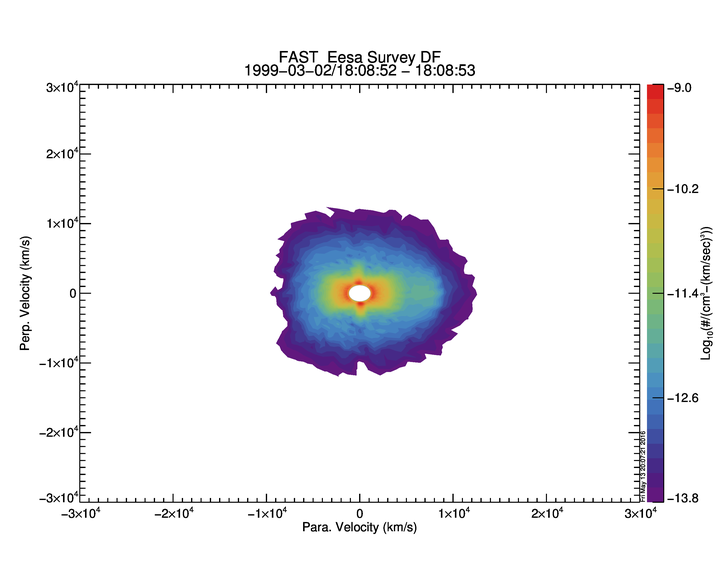 FAST Eesa Survey DF
1999−03−02/18:08:52 − 18:08:53
3×10⁴
2×10⁴
1×10⁴
0
−1×10⁴
−2×10⁴
−3×10⁴
Perp. Velocity (km/s)
−3×10⁴ −2×10⁴ −1×10⁴ 0 1×10⁴ 2×10⁴ 3×10⁴
Para. Velocity (km/s)
−9.0
−10.2
−11.4
−12.6
−13.8
Log₁₀(#/(cm³−(km/sec)³))